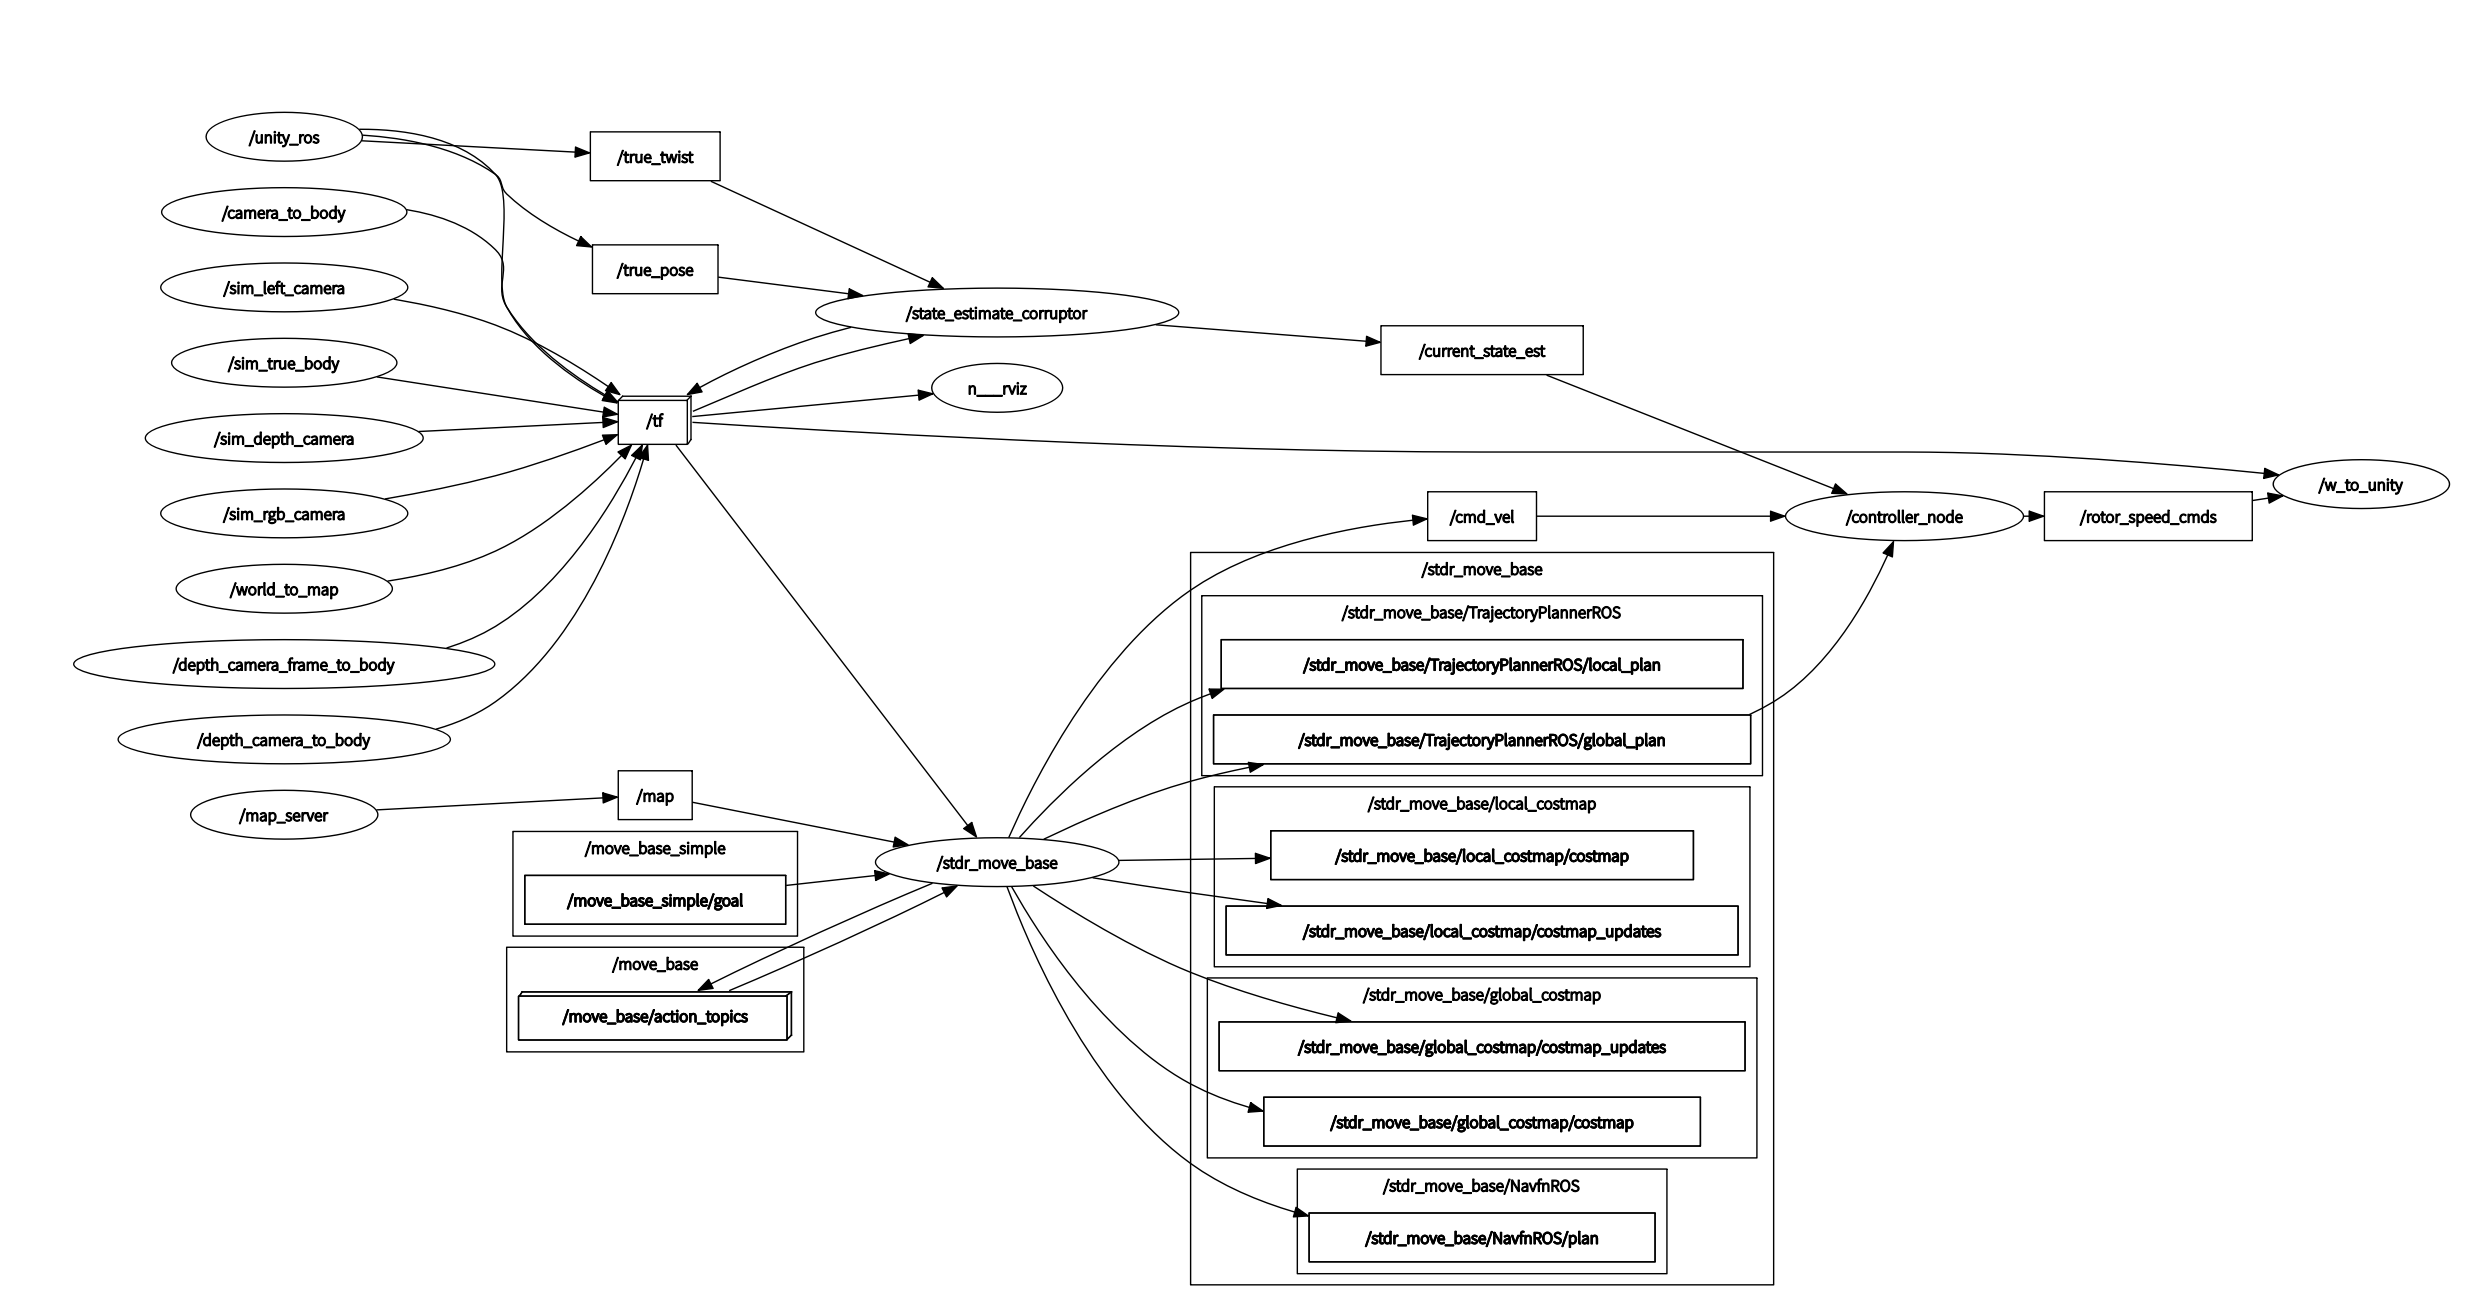 /unity_ros
/camera_to_body
/sim_left_camera
/sim_true_body
/sim_depth_camera
/sim_rgb_camera
/world_to_map
/depth_camera_frame_to_body
/depth_camera_to_body
/map_server
/true_twist
/true_pose
/tf
/map
/move_base_simple
/move_base_simple/goal
/move_base
/move_base/action_topics
/state_estimate_corruptor
n___rviz
/stdr_move_base
/current_state_est
/cmd_vel
/stdr_move_base
/stdr_move_base/TrajectoryPlannerROS
/stdr_move_base/TrajectoryPlannerROS/local_plan
/stdr_move_base/TrajectoryPlannerROS/global_plan
/stdr_move_base/local_costmap
/stdr_move_base/local_costmap/costmap
/stdr_move_base/local_costmap/costmap_updates
/stdr_move_base/global_costmap
/stdr_move_base/global_costmap/costmap_updates
/stdr_move_base/global_costmap/costmap
/stdr_move_base/NavfnROS
/stdr_move_base/NavfnROS/plan
/controller_node
/rotor_speed_cmds
/w_to_unity